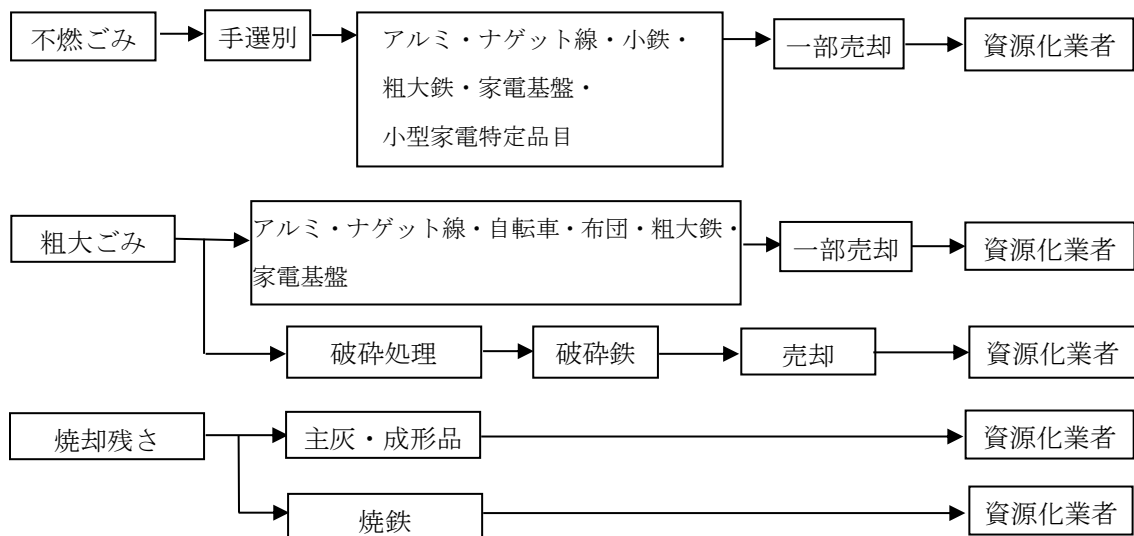 不燃ごみ
手選別
アルミ・ナゲット線・小鉄・
粗大鉄・家電基盤・
小型家電特定品目
一部売却
資源化業者
粗大ごみ
アルミ・ナゲット線・自転車・布団・粗大鉄・
家電基盤
一部売却
資源化業者
破砕処理
破砕鉄
売却
資源化業者
焼却残さ
主灰・成形品
資源化業者
焼鉄
資源化業者